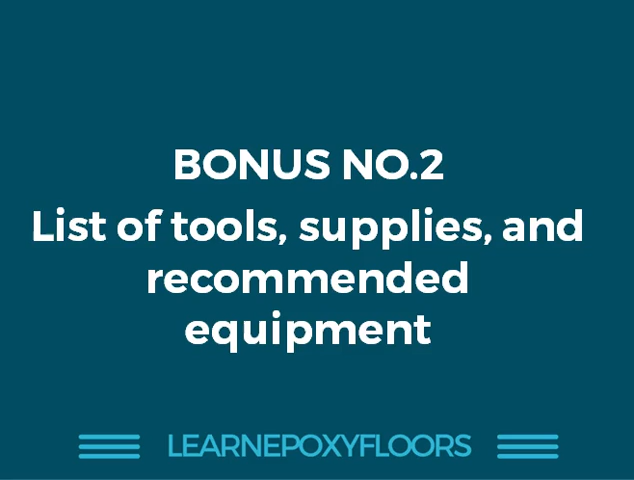 BONUS NO.2
List of tools, supplies, and
recommended
equipment
LEARNEPOXYFLOORS